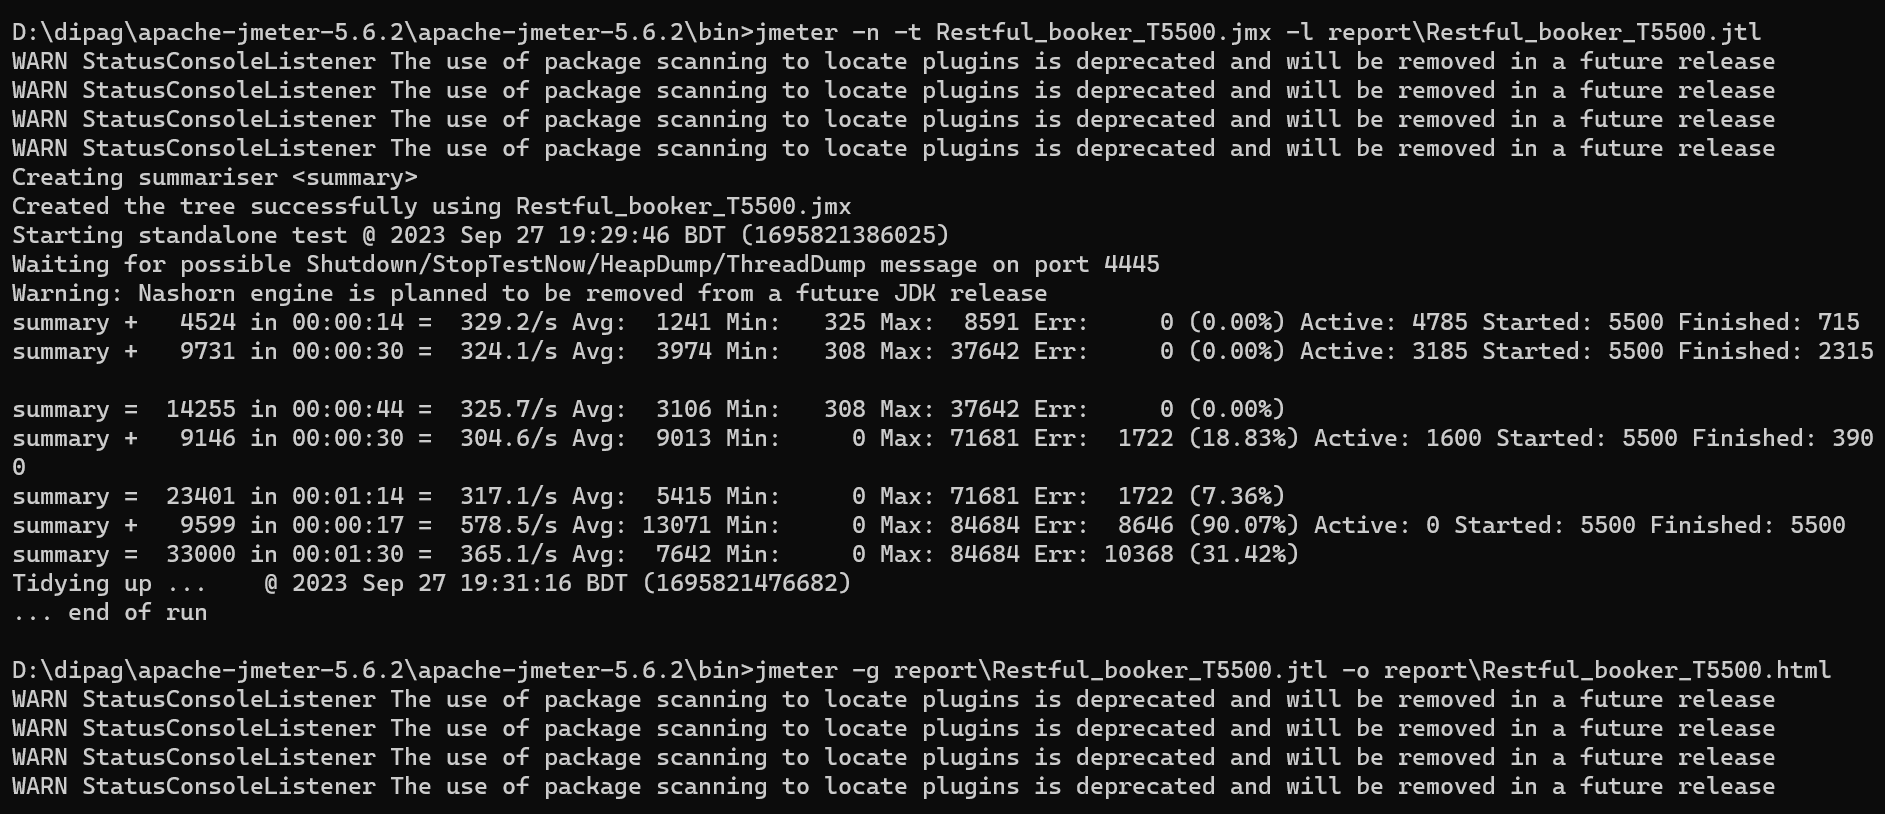 D:\dipag\apache-jmeter-5.6.2\apache-jmeter-5.6.2\bin>jmeter -n -t Restful_booker_T5500.jmx -l report\Restful_booker_T5500.jtl
WARN StatusConsoleListener The use of package scanning to locate plugins is deprecated and will be removed in a future release
WARN StatusConsoleListener The use of package scanning to locate plugins is deprecated and will be removed in a future release
WARN StatusConsoleListener The use of package scanning to locate plugins is deprecated and will be removed in a future release
WARN StatusConsoleListener The use of package scanning to locate plugins is deprecated and will be removed in a future release
Creating summariser <summary>
Created the tree successfully using Restful_booker_T5500.jmx
Starting standalone test @ 2023 Sep 27 19:29:46 BDT (1695821386025)
Waiting for possible Shutdown/StopTestNow/HeapDump/ThreadDump message on port 4445
Warning: Nashorn engine is planned to be removed from a future JDK release
summary +   4524 in 00:00:14 =  329.2/s Avg:  1241 Min:   325 Max:  8591 Err:     0 (0.00%) Active: 4785 Started: 5500 Finished: 715
summary +   9731 in 00:00:30 =  324.1/s Avg:  3974 Min:   308 Max: 37642 Err:     0 (0.00%) Active: 3185 Started: 5500 Finished: 2315
summary =  14255 in 00:00:44 =  325.7/s Avg:  3106 Min:   308 Max: 37642 Err:     0 (0.00%)
summary +   9146 in 00:00:30 =  304.6/s Avg:  9013 Min:     0 Max: 71681 Err:  1722 (18.83%) Active: 1600 Started: 5500 Finished: 390
0
summary =  23401 in 00:01:14 =  317.1/s Avg:  5415 Min:     0 Max: 71681 Err:  1722 (7.36%)
summary +   9599 in 00:00:17 =  578.5/s Avg: 13071 Min:     0 Max: 84684 Err:  8646 (90.07%) Active: 0 Started: 5500 Finished: 5500
summary =  33000 in 00:01:30 =  365.1/s Avg:  7642 Min:     0 Max: 84684 Err: 10368 (31.42%)
Tidying up ...    @ 2023 Sep 27 19:31:16 BDT (1695821476682)
... end of run
D:\dipag\apache-jmeter-5.6.2\apache-jmeter-5.6.2\bin>jmeter -g report\Restful_booker_T5500.jtl -o report\Restful_booker_T5500.html
WARN StatusConsoleListener The use of package scanning to locate plugins is deprecated and will be removed in a future release
WARN StatusConsoleListener The use of package scanning to locate plugins is deprecated and will be removed in a future release
WARN StatusConsoleListener The use of package scanning to locate plugins is deprecated and will be removed in a future release
WARN StatusConsoleListener The use of package scanning to locate plugins is deprecated and will be removed in a future release